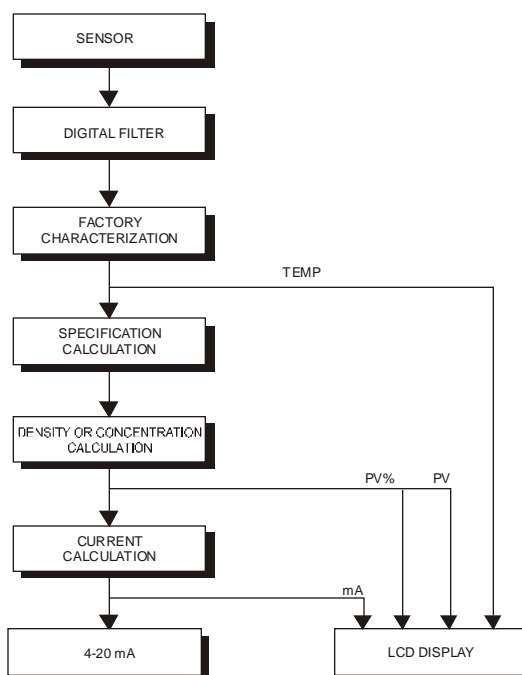 SENSOR
DIGITAL FILTER
FACTORY
CHARACTERIZATION
TEMP
SPECIFICATION
CALCULATION
DENSITY OR CONCENTRATION
CALCULATION
PV% PV
CURRENT
CALCULATION
mA
4-20 mA
LCD DISPLAY